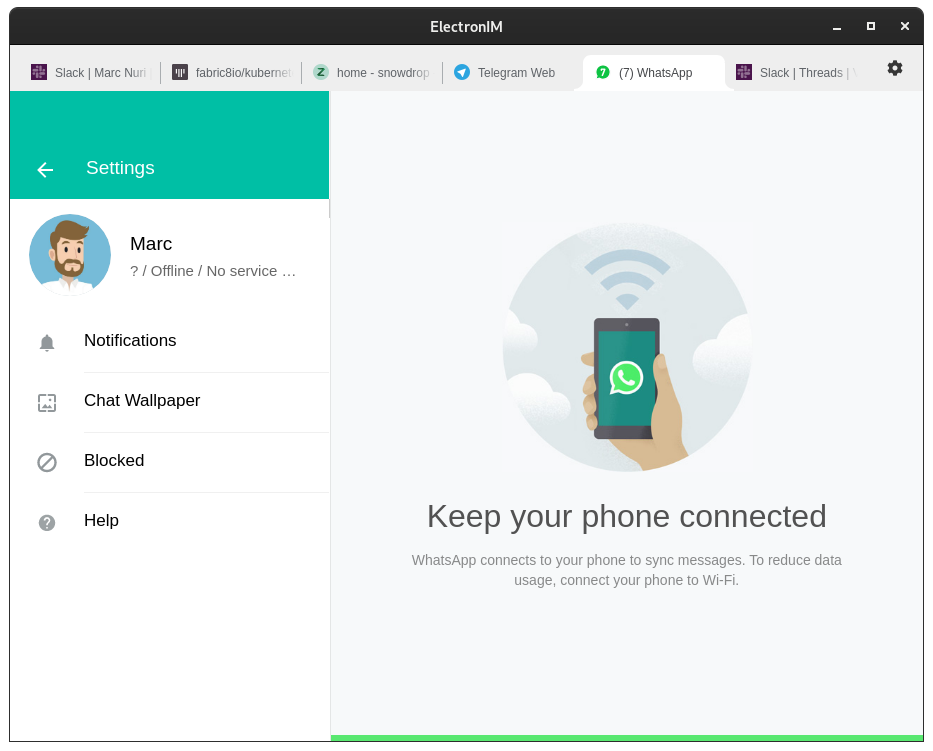 ElectronIM
Slack | Marc Nuri
fabric8io/kubernet
home - snowdrop
Telegram Web
(7) WhatsApp
Slack | Threads |
Settings
Marc
? / Offline / No service …
Notifications
Chat Wallpaper
Blocked
Help
Keep your phone connected
WhatsApp connects to your phone to sync messages. To reduce data
usage, connect your phone to Wi-Fi.